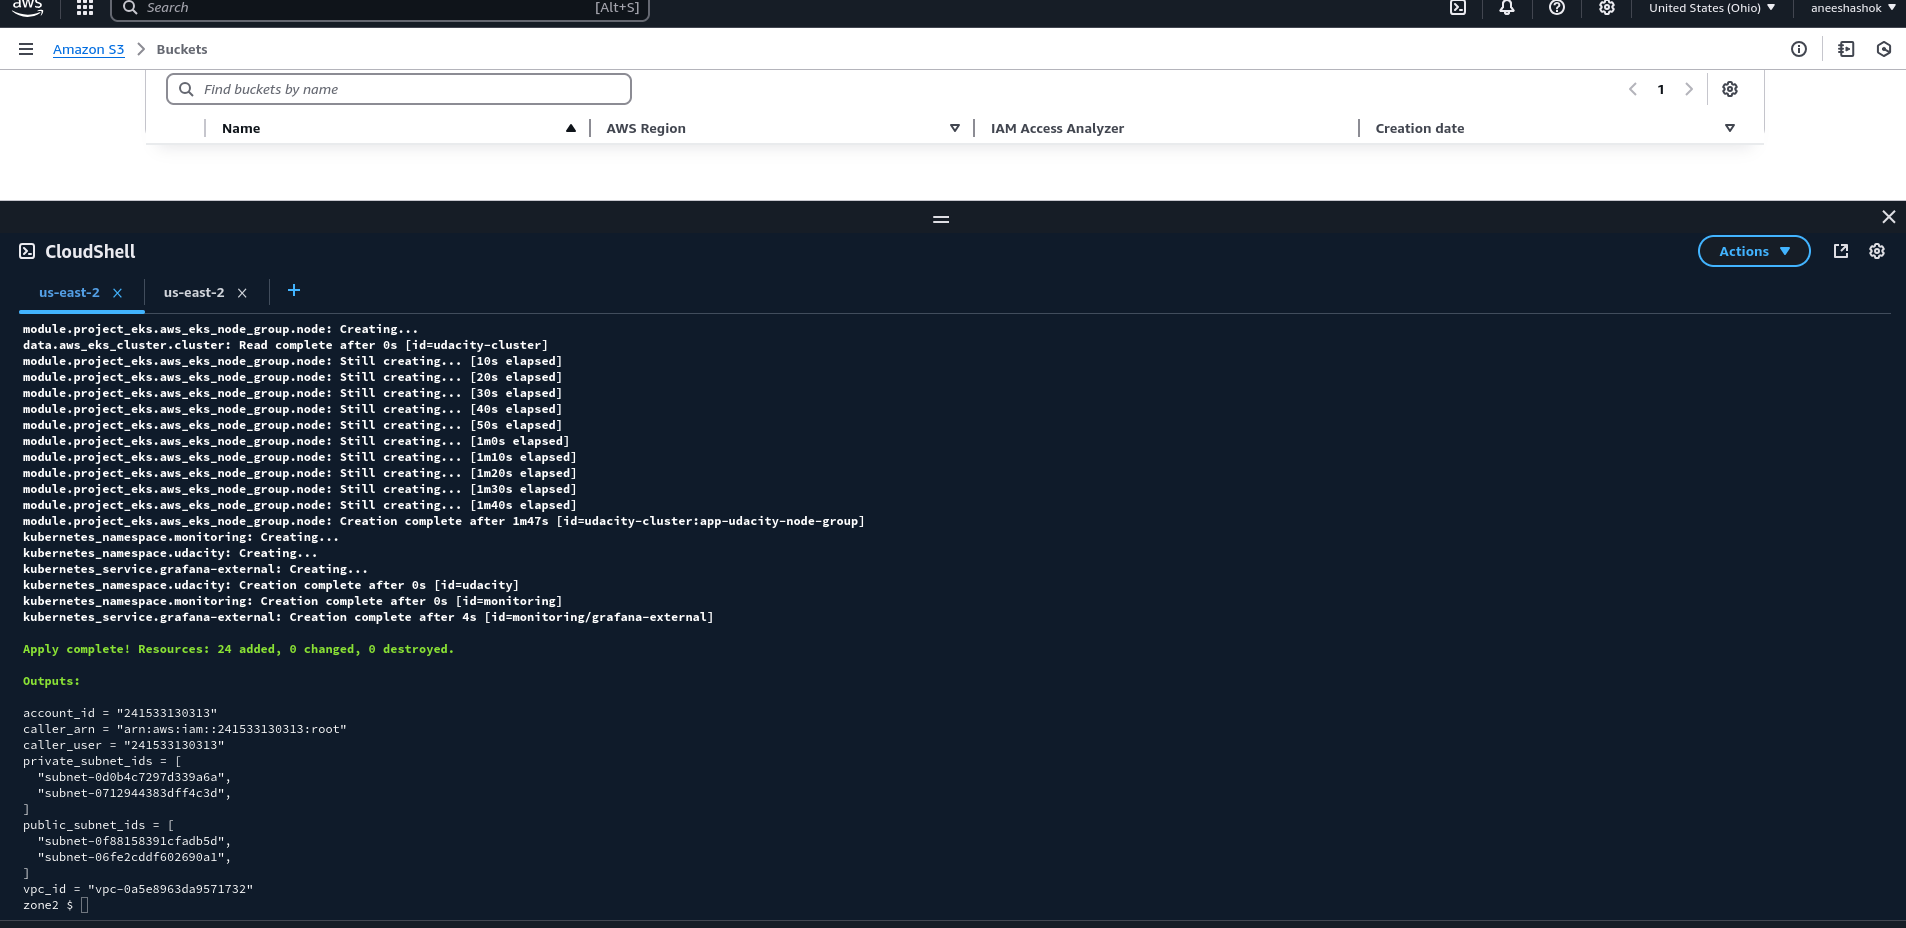 aws
Search [Alt+S] United States (Ohio) aneeshashok
Amazon S3 Buckets
Find buckets by name 1
Name AWS Region IAM Access Analyzer Creation date
CloudShell Actions
us-east-2 us-east-2
module.project_eks.aws_eks_node_group.node: Creating...
data.aws_eks_cluster.cluster: Read complete after 0s [id=udacity-cluster]
module.project_eks.aws_eks_node_group.node: Still creating... [10s elapsed]
module.project_eks.aws_eks_node_group.node: Still creating... [20s elapsed]
module.project_eks.aws_eks_node_group.node: Still creating... [30s elapsed]
module.project_eks.aws_eks_node_group.node: Still creating... [40s elapsed]
module.project_eks.aws_eks_node_group.node: Still creating... [50s elapsed]
module.project_eks.aws_eks_node_group.node: Still creating... [1m0s elapsed]
module.project_eks.aws_eks_node_group.node: Still creating... [1m10s elapsed]
module.project_eks.aws_eks_node_group.node: Still creating... [1m20s elapsed]
module.project_eks.aws_eks_node_group.node: Still creating... [1m30s elapsed]
module.project_eks.aws_eks_node_group.node: Still creating... [1m40s elapsed]
module.project_eks.aws_eks_node_group.node: Creation complete after 1m47s [id=udacity-cluster:app-udacity-node-group]
kubernetes_namespace.monitoring: Creating...
kubernetes_namespace.udacity: Creating...
kubernetes_service.grafana-external: Creating...
kubernetes_namespace.udacity: Creation complete after 0s [id=udacity]
kubernetes_namespace.monitoring: Creation complete after 0s [id=monitoring]
kubernetes_service.grafana-external: Creation complete after 4s [id=monitoring/grafana-external]
Apply complete! Resources: 24 added, 0 changed, 0 destroyed.
Outputs:
account_id = "241533130313"
caller_arn = "arn:aws:iam::241533130313:root"
caller_user = "241533130313"
private_subnet_ids = [
"subnet-0d0b4c7297d339a6a",
"subnet-0712944383dff4c3d",
]
public_subnet_ids = [
"subnet-0f88158391cfadb5d",
"subnet-06fe2cddf602690a1",
]
vpc_id = "vpc-0a5e8963da9571732"
zone2 $